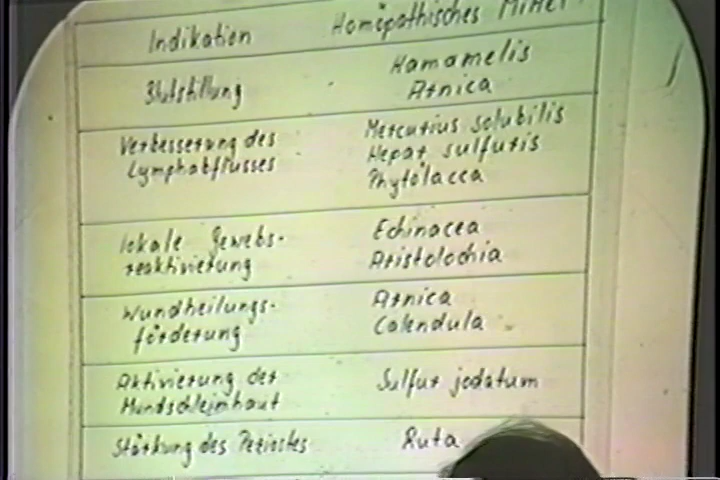 Indikation
Homöpathisches Mittel
Blutstillung
Hamamelis
Arnica
Verbesserung des
Lymphabflusses
Mercurius solubilis
Hepar sulfuris
Phytolacca
lokale Gewebs-
reaktivierung
Echinacea
Aristolochia
Wundheilungs-
förderung
Arnica
Calendula
Aktivierung der
Mundschleimhaut
Sulfur jodatum
Stärkung des Periostes
Ruta